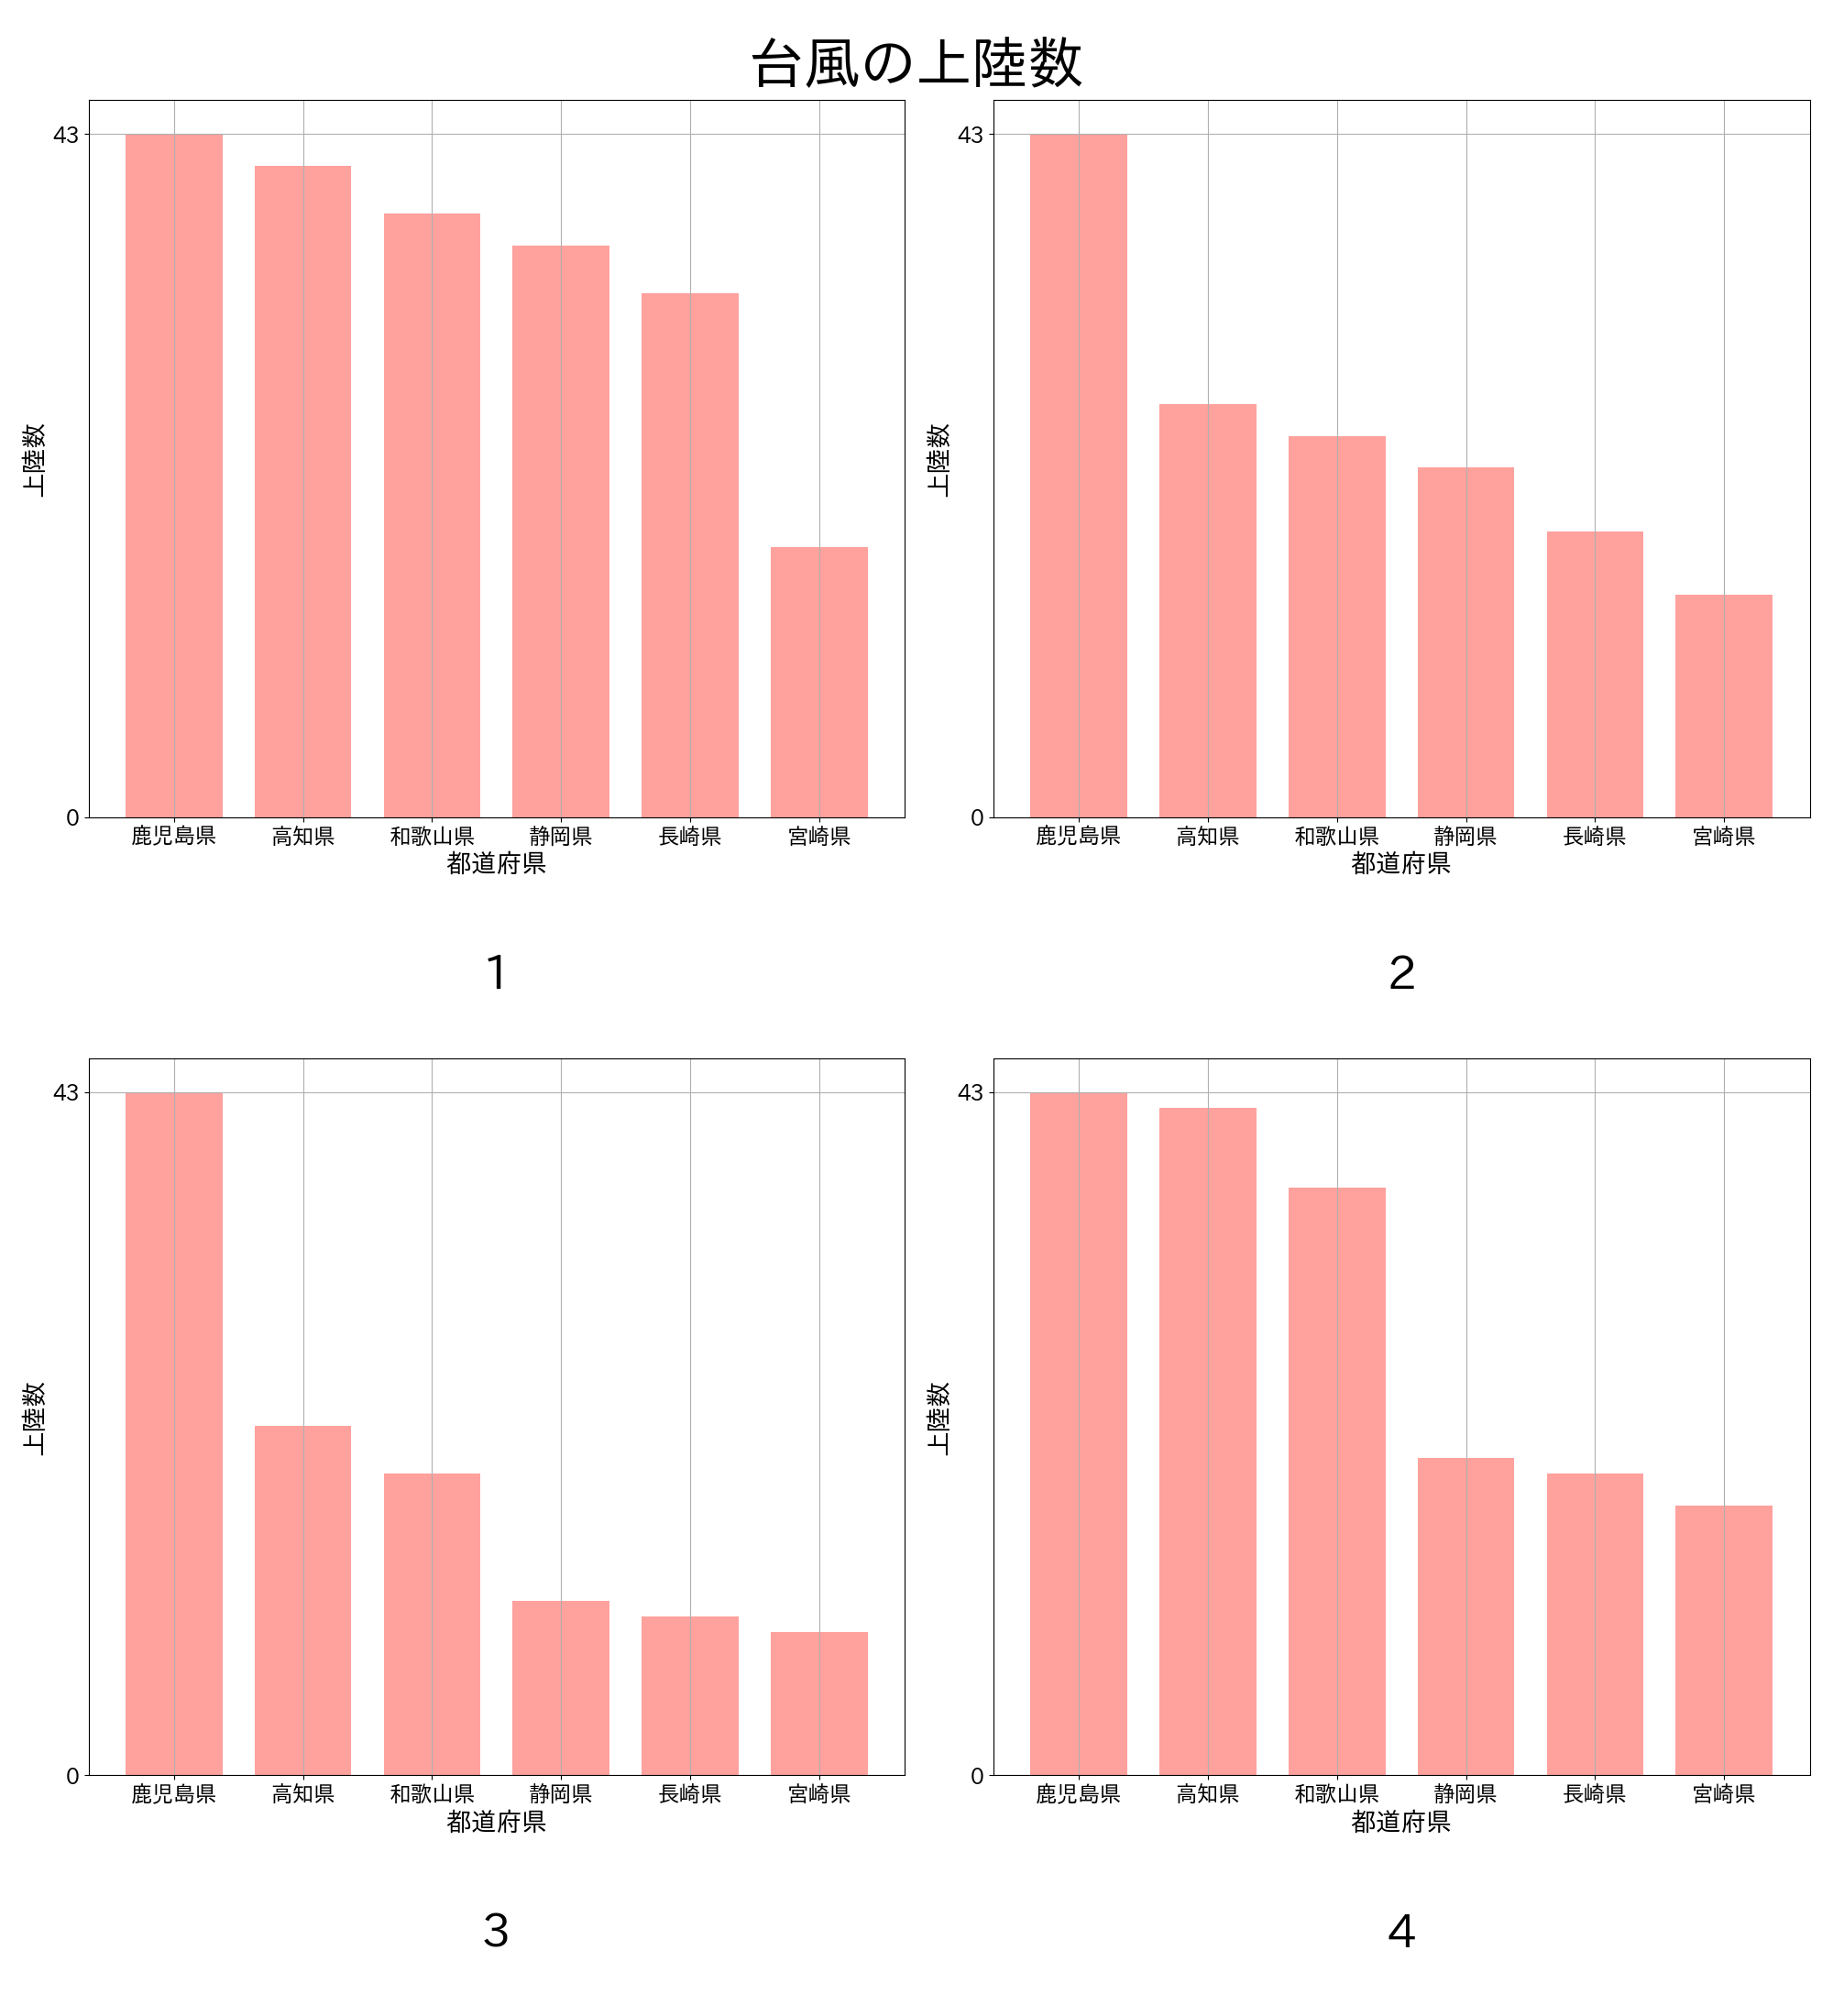 台風の上陸数
43
0
上陸数
鹿児島県 高知県 和歌山県 静岡県 長崎県 宮崎県
都道府県
1
43
0
上陸数
鹿児島県 高知県 和歌山県 静岡県 長崎県 宮崎県
都道府県
2
43
0
上陸数
鹿児島県 高知県 和歌山県 静岡県 長崎県 宮崎県
都道府県
3
43
0
上陸数
鹿児島県 高知県 和歌山県 静岡県 長崎県 宮崎県
都道府県
4